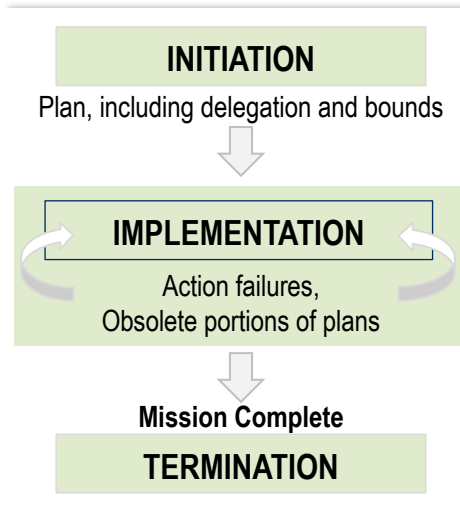 INITIATION
Plan, including delegation and bounds
IMPLEMENTATION
Action failures,
Obsolete portions of plans
Mission Complete
TERMINATION